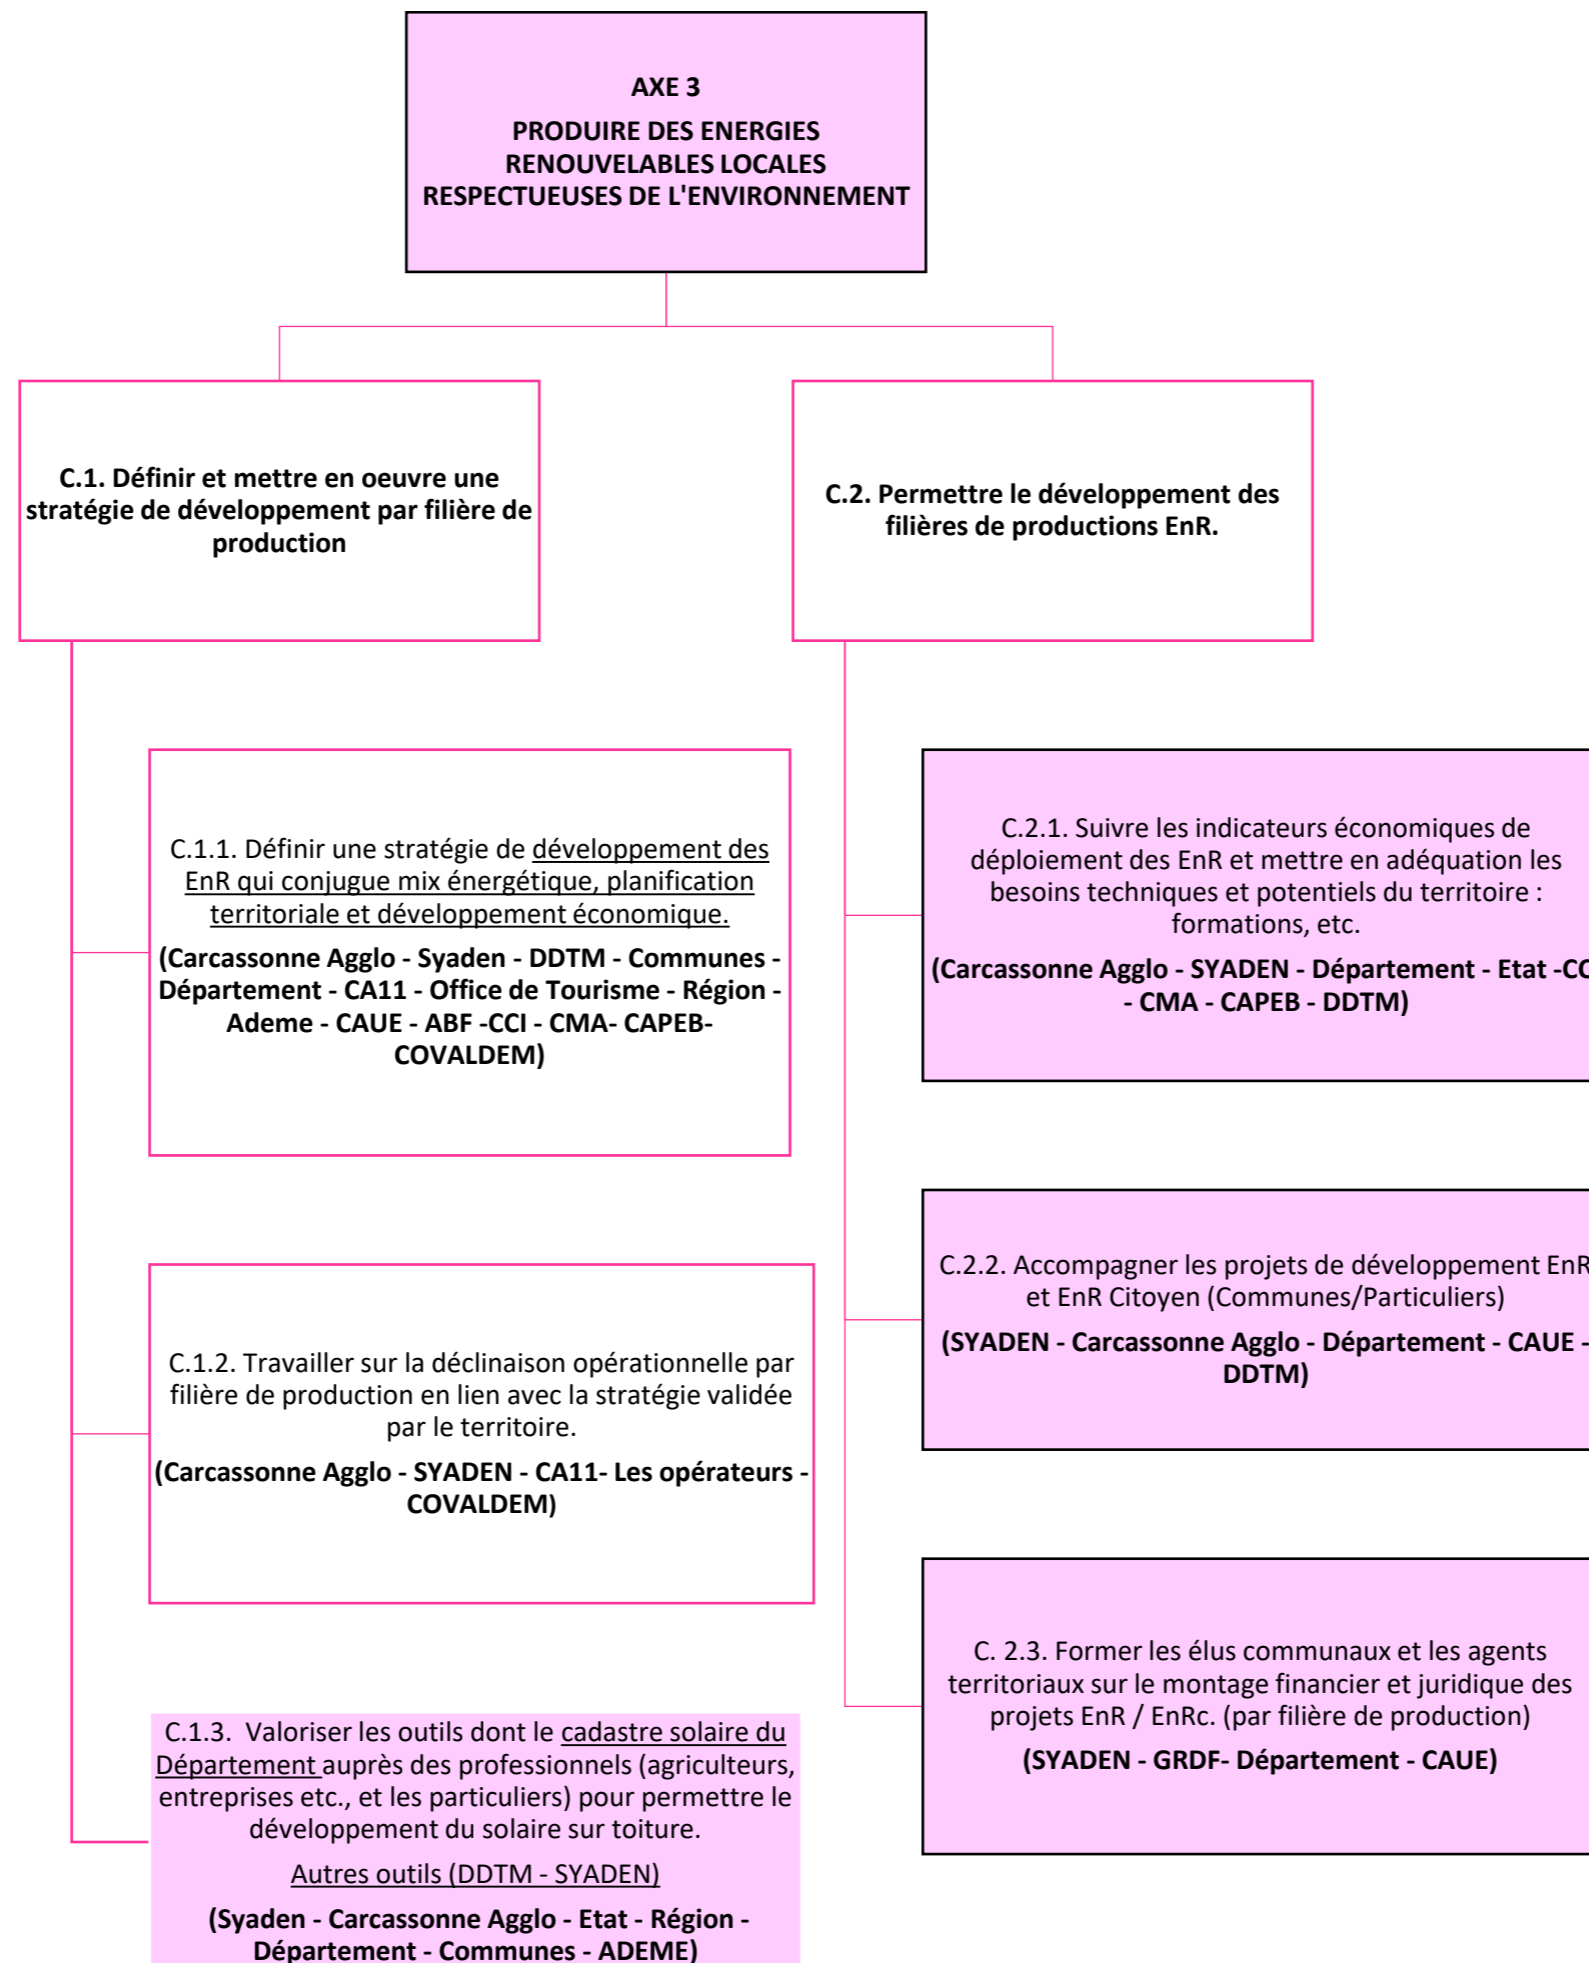 AXE 3
PRODUIRE DES ENERGIES
RENOUVELABLES LOCALES
RESPECTUEUSES DE L'ENVIRONNEMENT
C.1. Définir et mettre en oeuvre une
stratégie de développement par filière de
production
C.2. Permettre le développement des
filières de productions EnR.
C.1.1. Définir une stratégie de développement des
EnR qui conjugue mix énergétique, planification
territoriale et développement économique.
(Carcassonne Agglo - Syaden - DDTM - Communes -
Département - CA11 - Office de Tourisme - Région -
Ademe - CAUE - ABF -CCI - CMA- CAPEB-
COVALDEM)
C.1.2. Travailler sur la déclinaison opérationnelle par
filière de production en lien avec la stratégie validée
par le territoire.
(Carcassonne Agglo - SYADEN - CA11- Les opérateurs -
COVALDEM)
C.1.3.  Valoriser les outils dont le cadastre solaire du
Département auprès des professionnels (agriculteurs,
entreprises etc., et les particuliers) pour permettre le
développement du solaire sur toiture.
Autres outils (DDTM - SYADEN)
(Syaden - Carcassonne Agglo - Etat - Région -
Département - Communes - ADEME)
C.2.1. Suivre les indicateurs économiques de
déploiement des EnR et mettre en adéquation les
besoins techniques et potentiels du territoire :
formations, etc.
(Carcassonne Agglo - SYADEN - Département - Etat -
- CMA - CAPEB - DDTM)
C.2.2. Accompagner les projets de développement EnR
et EnR Citoyen (Communes/Particuliers)
(SYADEN - Carcassonne Agglo - Département - CAUE -
DDTM)
C. 2.3. Former les élus communaux et les agents
territoriaux sur le montage financier et juridique des
projets EnR / EnRc. (par filière de production)
(SYADEN - GRDF- Département - CAUE)